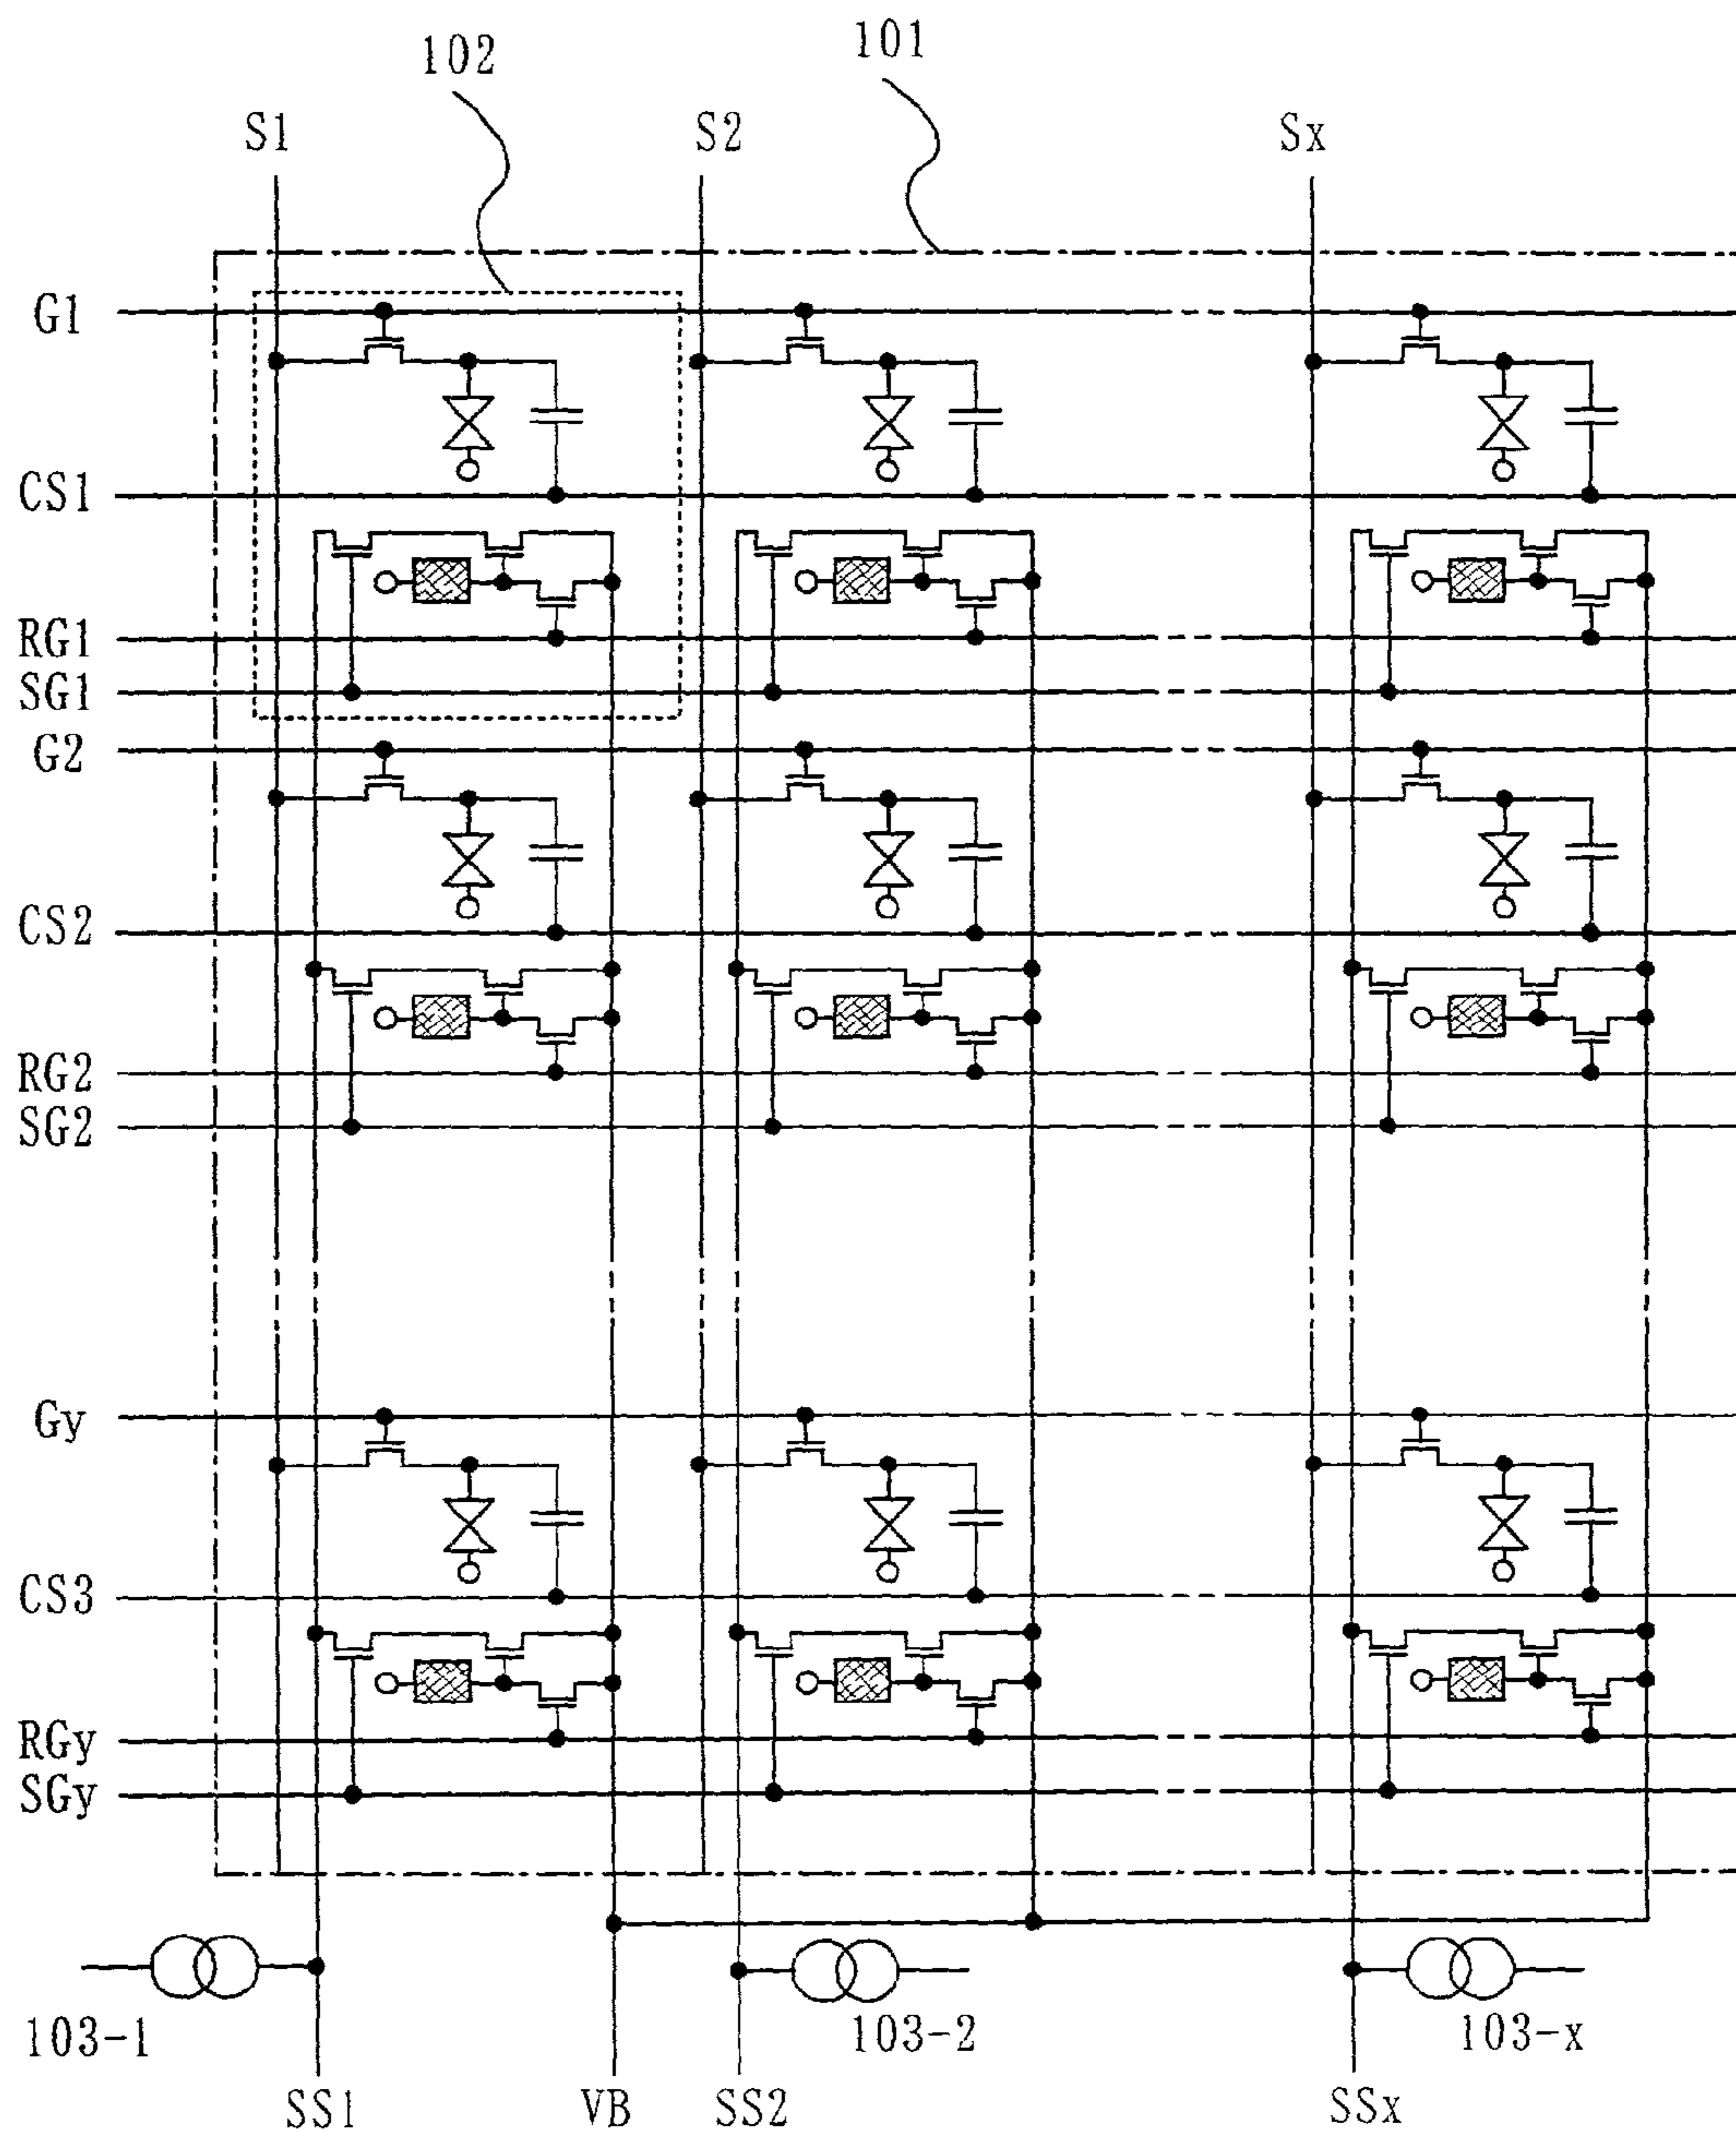 102
101
S1
S2
Sx
G1
CS1
RG1
SG1
G2
CS2
RG2
SG2
Gy
CS3
RGy
SGy
103-1
103-2
103-x
SS1
VB
SS2
SSx